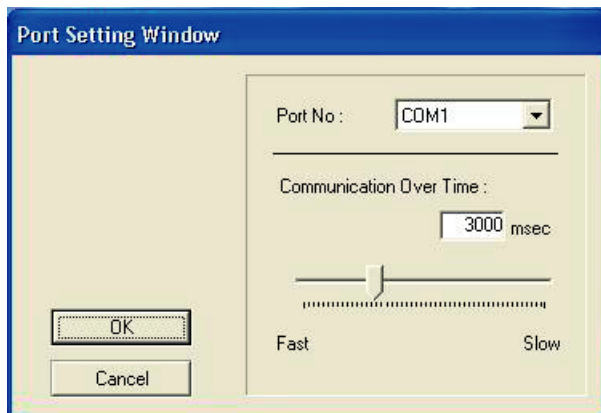 Port Setting Window
Port No :
COM1
Communication Over Time :
3000 msec
Fast
Slow
OK
Cancel